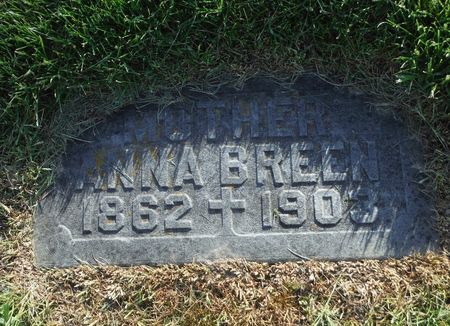 MOTHER
ANNA BREEN
1862 ✝ 1903